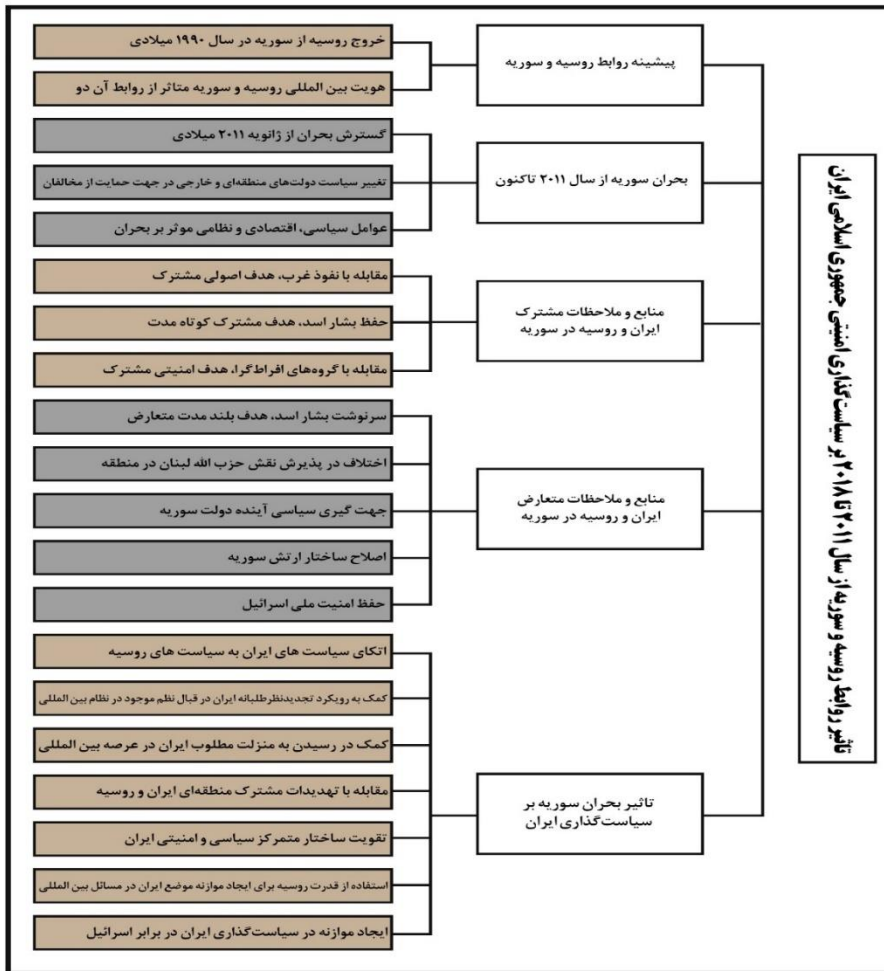 تاثیر روابط روسیه و سوریه از سال ۲۰۱۱ تا ۲۰۱۸ بر سیاست‌گذاری امنیتی جمهوری اسلامی ایران
پیشینه روابط روسیه و سوریه
خروج روسیه از سوریه در سال ۱۹۹۰ میلادی
هویت بین المللی روسیه و سوریه متاثر از روابط آن دو
بحران سوریه از سال ۲۰۱۱ تاکنون
گسترش بحران از ژانویه ۲۰۱۱ میلادی
تغییر سیاست دولت‌های منطقه‌ای و خارجی در جهت حمایت از مخالفان
عوامل سیاسی، اقتصادی و نظامی موثر بر بحران
منابع و ملاحظات مشترک
ایران و روسیه در سوریه
مقابله با نفوذ غرب، هدف اصولی مشترک
حفظ بشار اسد، هدف مشترک کوتاه مدت
مقابله با گروه‌های افراط‌گرا، هدف امنیتی مشترک
منابع و ملاحظات متعارض
ایران و روسیه در سوریه
سرنوشت بشار اسد، هدف بلند مدت متعارض
اختلاف در پذیرش نقش حزب الله لبنان در منطقه
جهت گیری سیاسی آینده دولت سوریه
اصلاح ساختار ارتش سوریه
حفظ امنیت ملی اسرائیل
تاثیر بحران سوریه بر
سیاست‌گذاری ایران
اتکای سیاست های ایران به سیاست های روسیه
کمک به رویکرد تجدیدنظرطلبانه ایران در قبال نظم موجود در نظام بین المللی
کمک در رسیدن به منزلت مطلوب ایران در عرصه بین المللی
مقابله با تهدیدات مشترک منطقه‌ای ایران و روسیه
تقویت ساختار متمرکز سیاسی و امنیتی ایران
استفاده از قدرت روسیه برای ایجاد موازنه موضع ایران در مسائل بین المللی
ایجاد موازنه در سیاست‌گذاری ایران در برابر اسرائیل